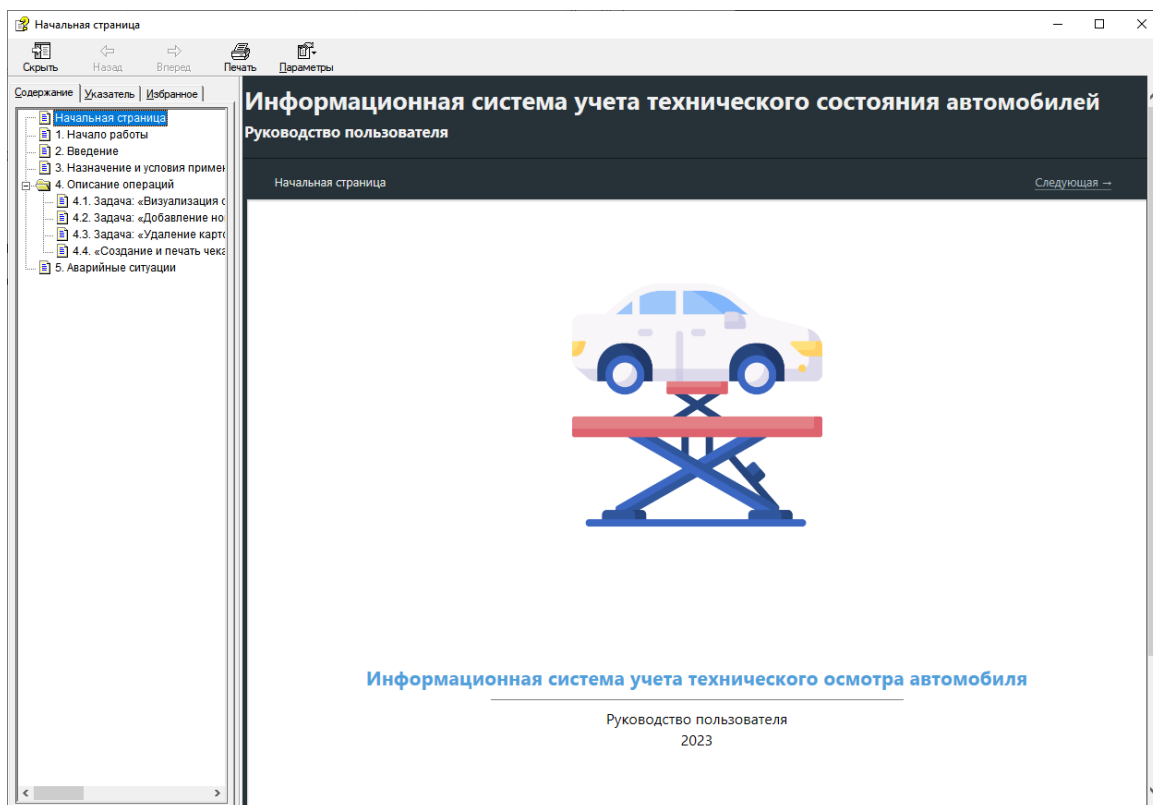 Начальная страница
Скрыть Назад Вперед Печать Параметры
Содержание Указатель Избранное
Начальная страница
1. Начало работы
2. Введение
3. Назначение и условия примен
4. Описание операций
4.1. Задача: «Визуализация с
4.2. Задача: «Добавление но
4.3. Задача: «Удаление карто
4.4. «Создание и печать чека
5. Аварийные ситуации
Информационная система учета технического состояния автомобилей
Руководство пользователя
Начальная страница Следующая →
Информационная система учета технического осмотра автомобиля
Руководство пользователя
2023